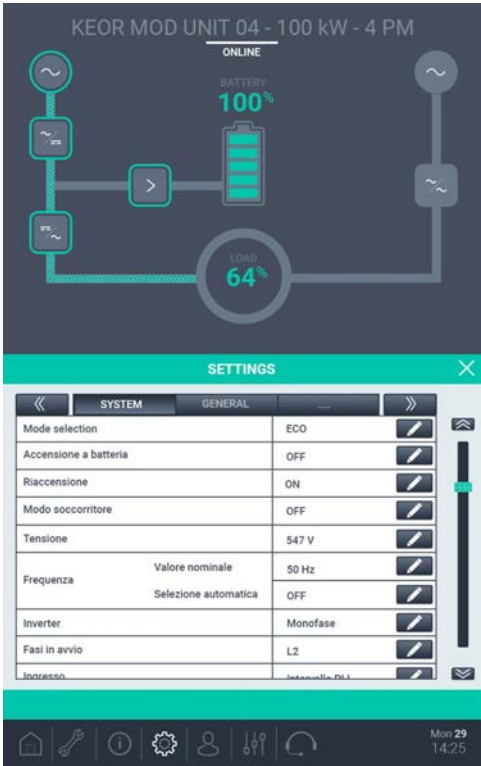 KEOR MOD UNIT 04 - 100 kW - 4 PM
ONLINE
BATTERY
100%
LOAD
64%
SETTINGS
SYSTEM GENERAL ....
Mode selection ECO
Accensione a batteria OFF
Riaccensione ON
Modo soccorritore OFF
Tensione 547 V
Frequenza Valore nominale 50 Hz
Selezione automatica OFF
Inverter Monofase
Fasi in avvio L2
Ingresso Intervallo PLL
Mon 29
14:25